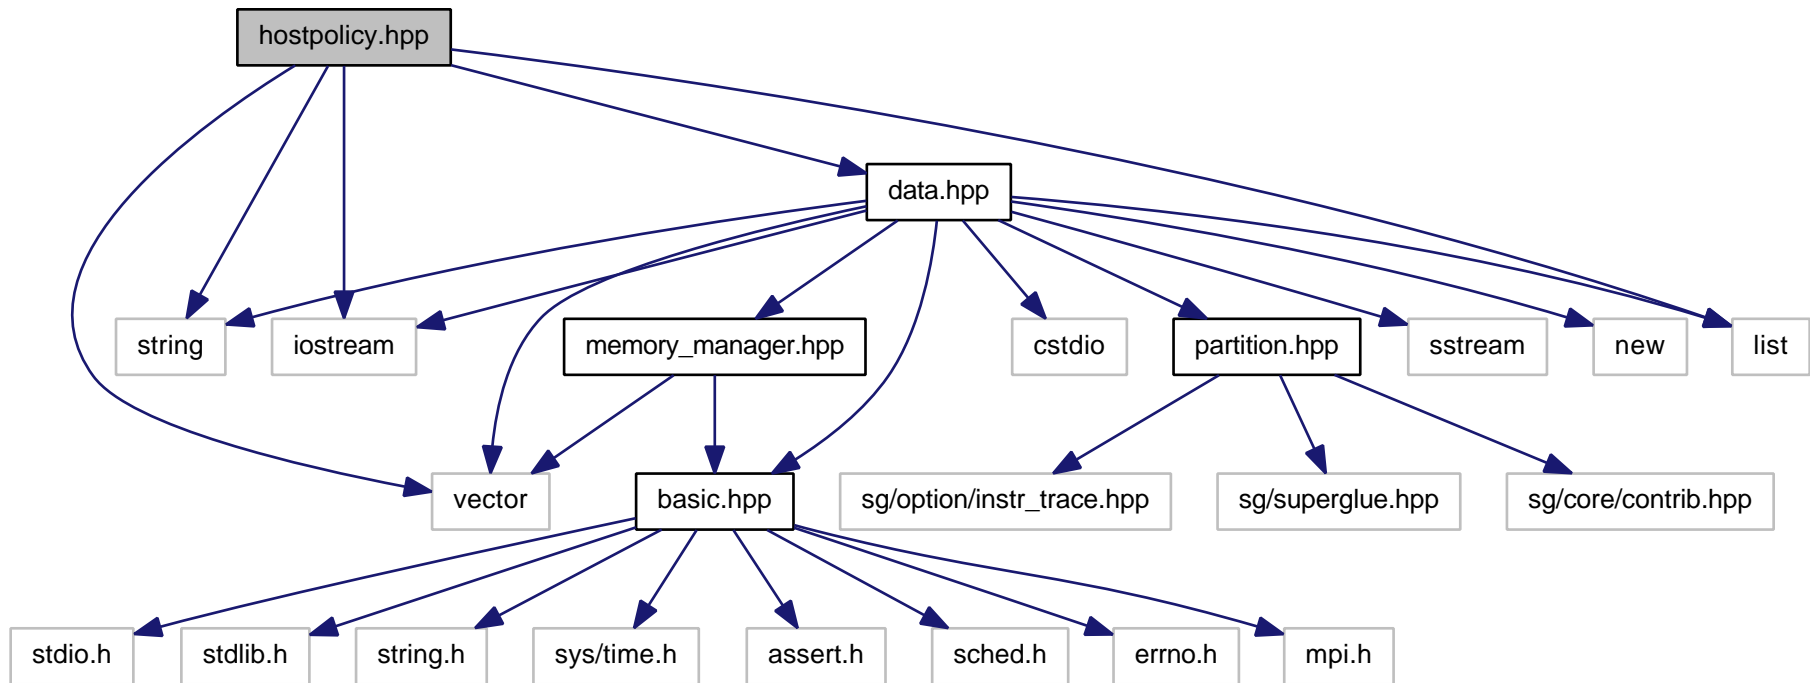 hostpolicy.hpp
data.hpp
string
iostream
memory_manager.hpp
cstdio
partition.hpp
sstream
new
list
vector
basic.hpp
sg/option/instr_trace.hpp
sg/superglue.hpp
sg/core/contrib.hpp
stdio.h
stdlib.h
string.h
sys/time.h
assert.h
sched.h
errno.h
mpi.h